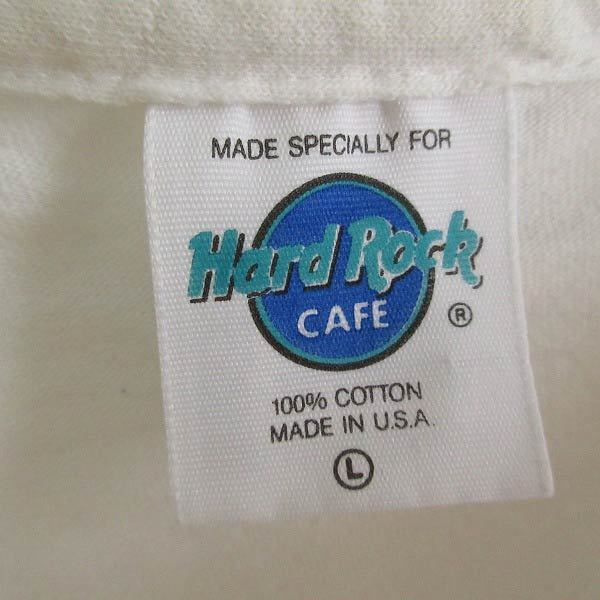 MADE SPECIALLY FOR
Hard Rock
CAFE
®
100% COTTON
MADE IN U.S.A.
L